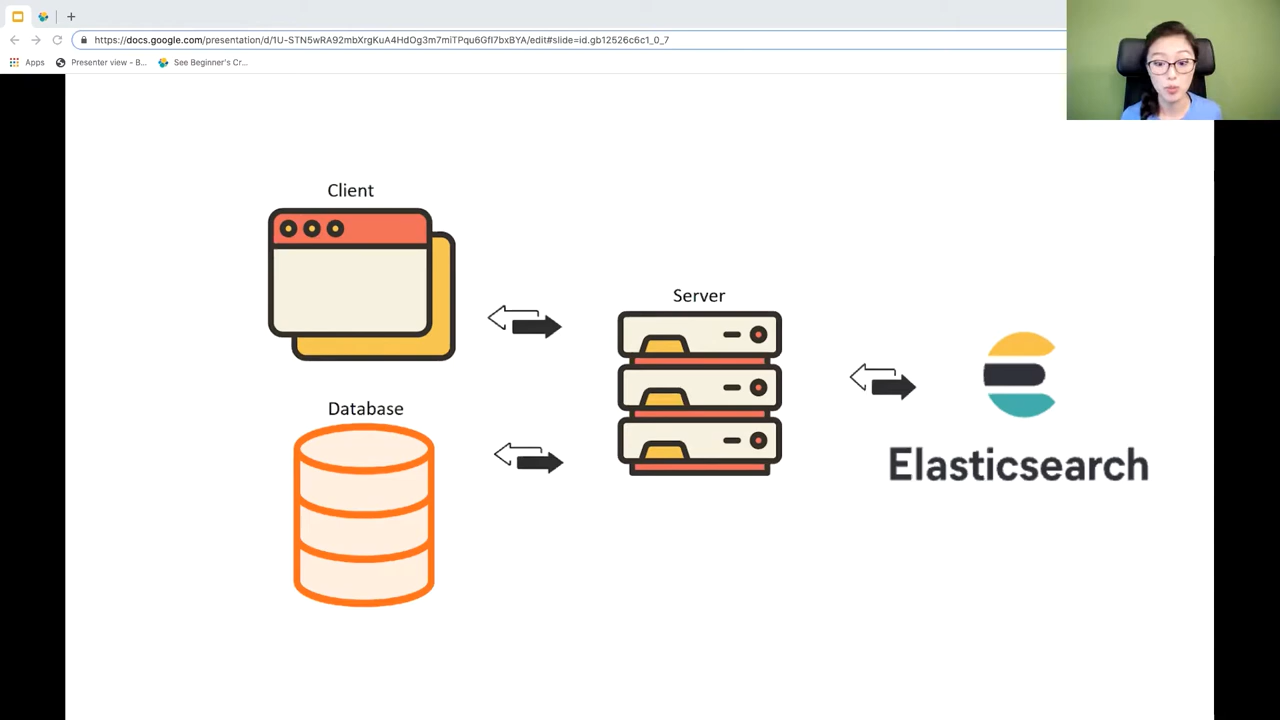 https://docs.google.com/presentation/d/1U-STN5wRA92mbXrgKuA4HdOg3m7miTPqu6GfI7bxBYA/edit#slide=id.gb12526c6c1_0_7
Apps
Presenter view - B...
See Beginner's Cr...
Client
Server
Database
Elasticsearch